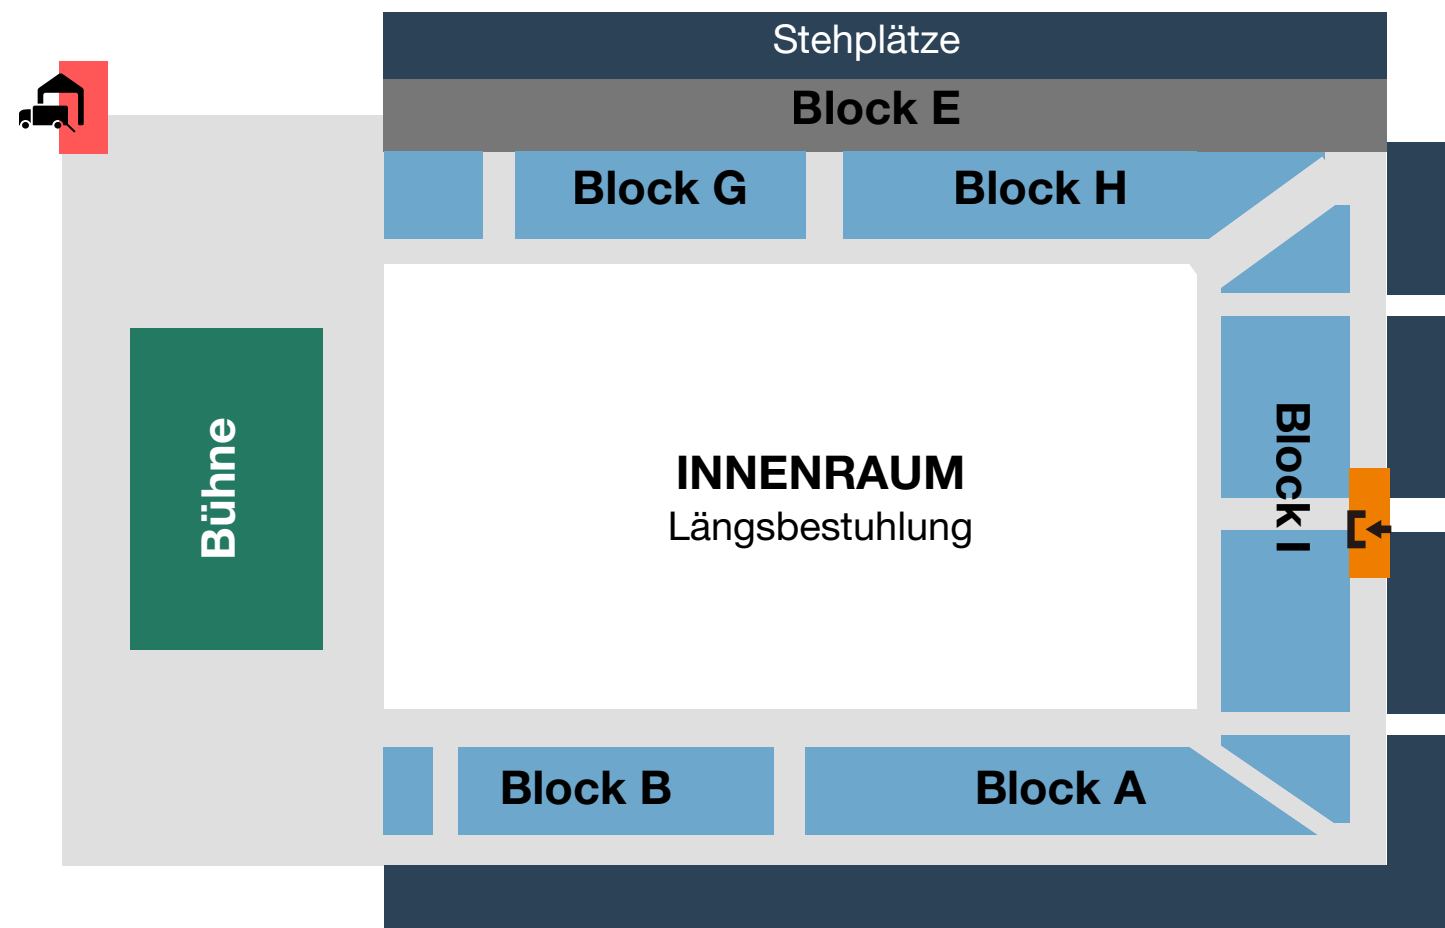 Stehplätze
Block E
Block G
Block H
Bühne
INNENRAUM
Längsbestuhlung
Block I
Block B
Block A